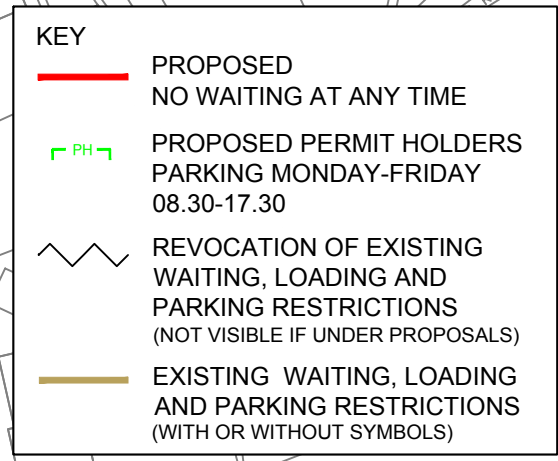 KEY
PROPOSED
NO WAITING AT ANY TIME
PH
PROPOSED PERMIT HOLDERS
PARKING MONDAY-FRIDAY
08.30-17.30
REVOCATION OF EXISTING
WAITING, LOADING AND
PARKING RESTRICTIONS
(NOT VISIBLE IF UNDER PROPOSALS)
EXISTING WAITING, LOADING
AND PARKING RESTRICTIONS
(WITH OR WITHOUT SYMBOLS)